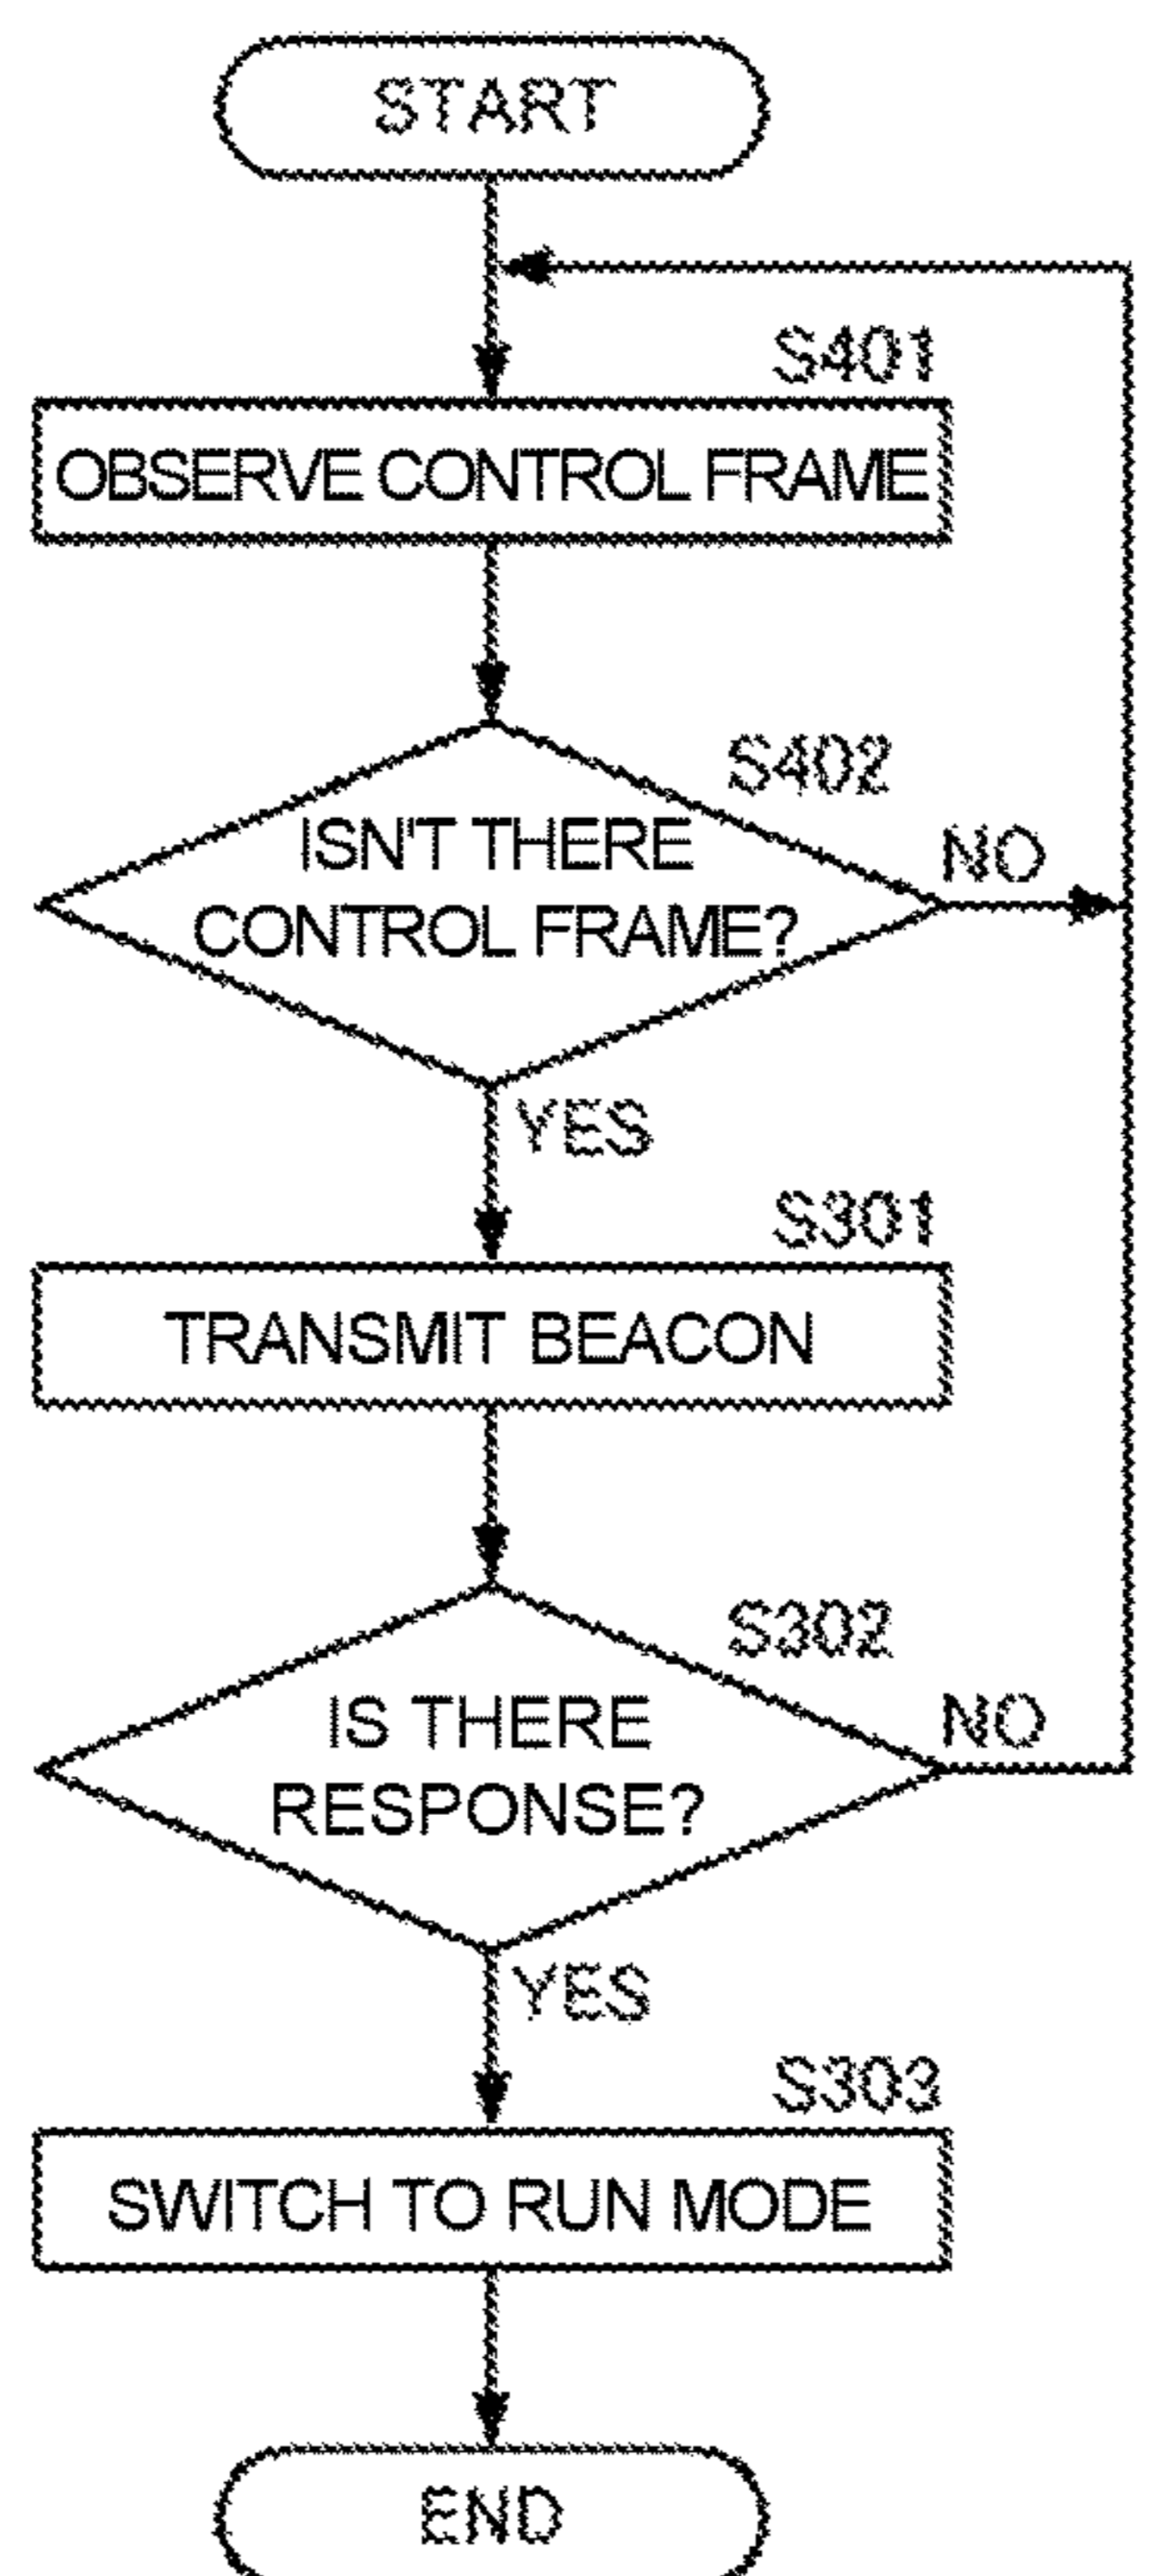 START
S401
OBSERVE CONTROL FRAME
S402
ISN'T THERE
CONTROL FRAME?
NO
YES
S301
TRANSMIT BEACON
S302
IS THERE
RESPONSE?
NO
YES
S303
SWITCH TO RUN MODE
END